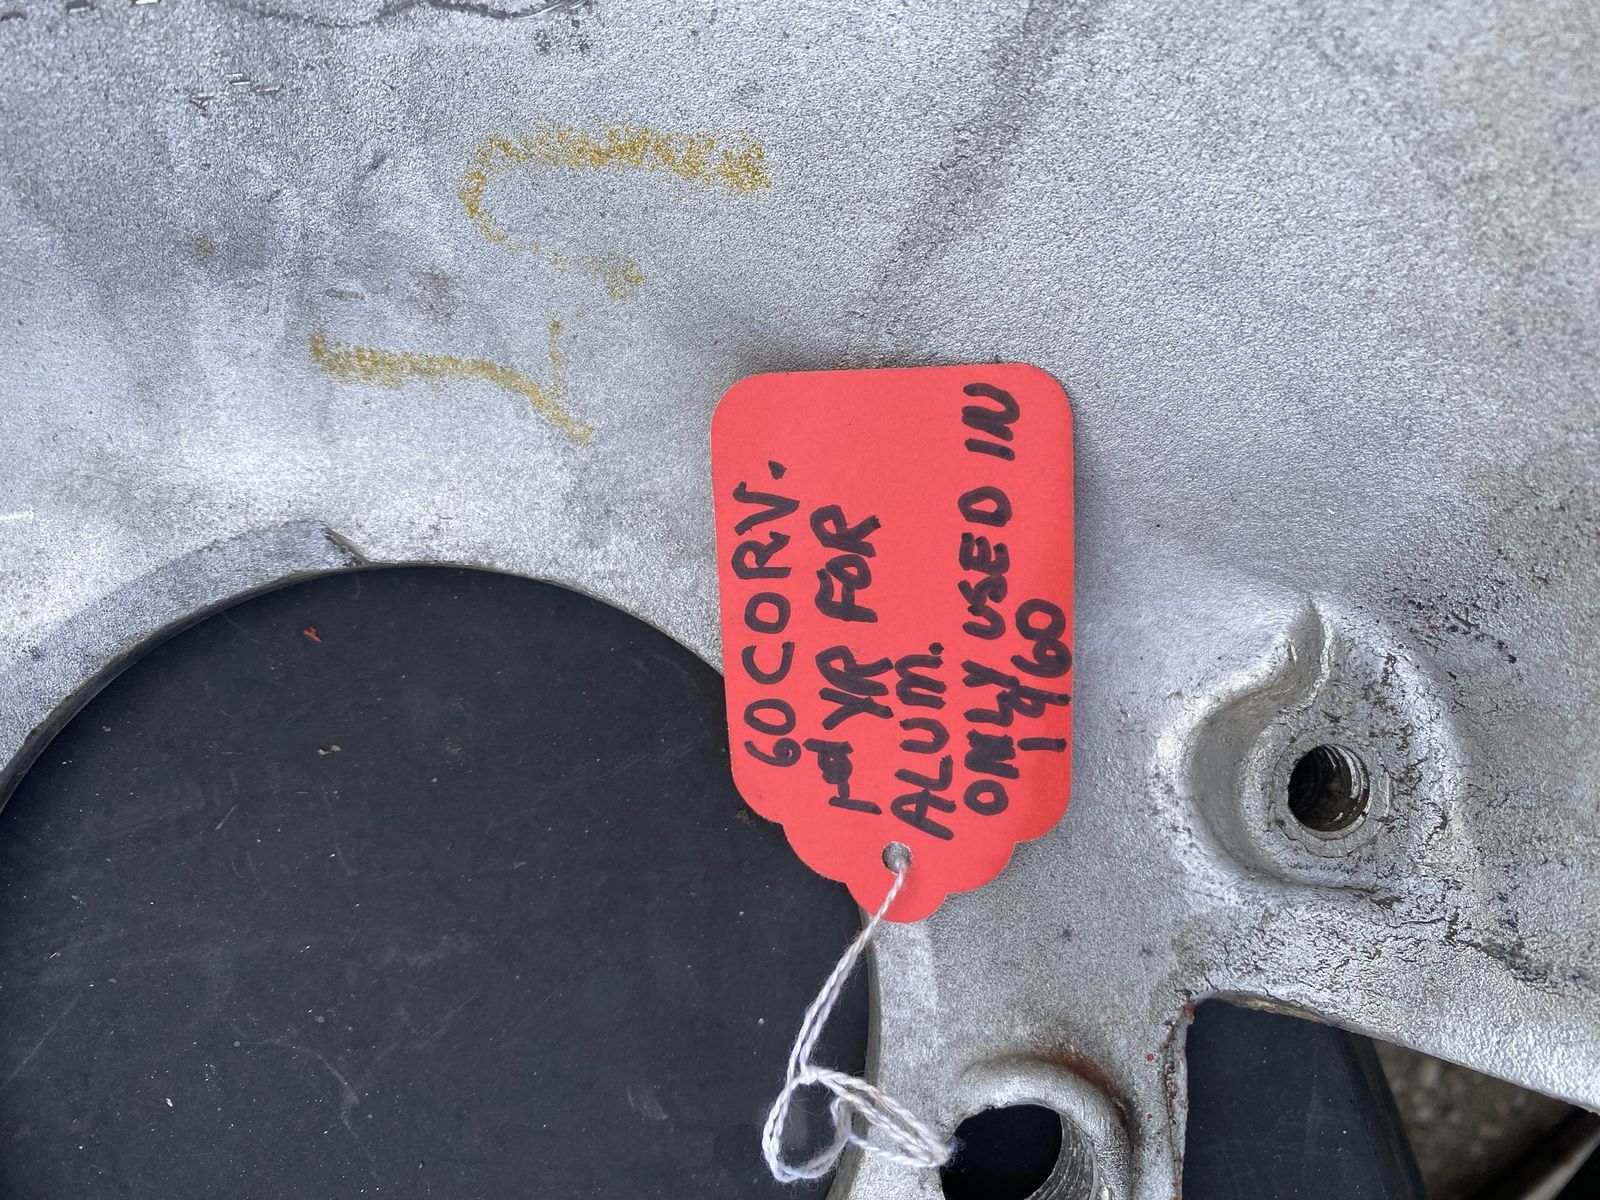 60 CORV.
1st YR FOR
ALUM.
ONLY USED IN
1960